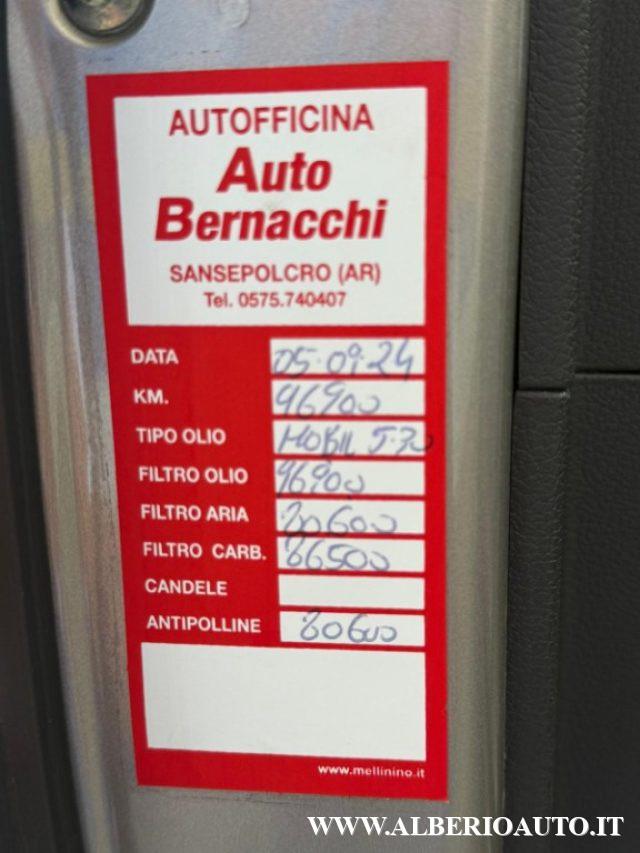 AUTOFFICINA
Auto
Bernacchi
SANSEPOLCRO (AR)
Tel. 0575.740407
DATA 05.09.24
KM. 96900
TIPO OLIO MOBIL 5.30
FILTRO OLIO 96900
FILTRO ARIA 80600
FILTRO CARB. 86500
CANDELE
ANTIPOLLINE 80600
www.mellinino.it
WWW.ALBERIOAUTO.IT